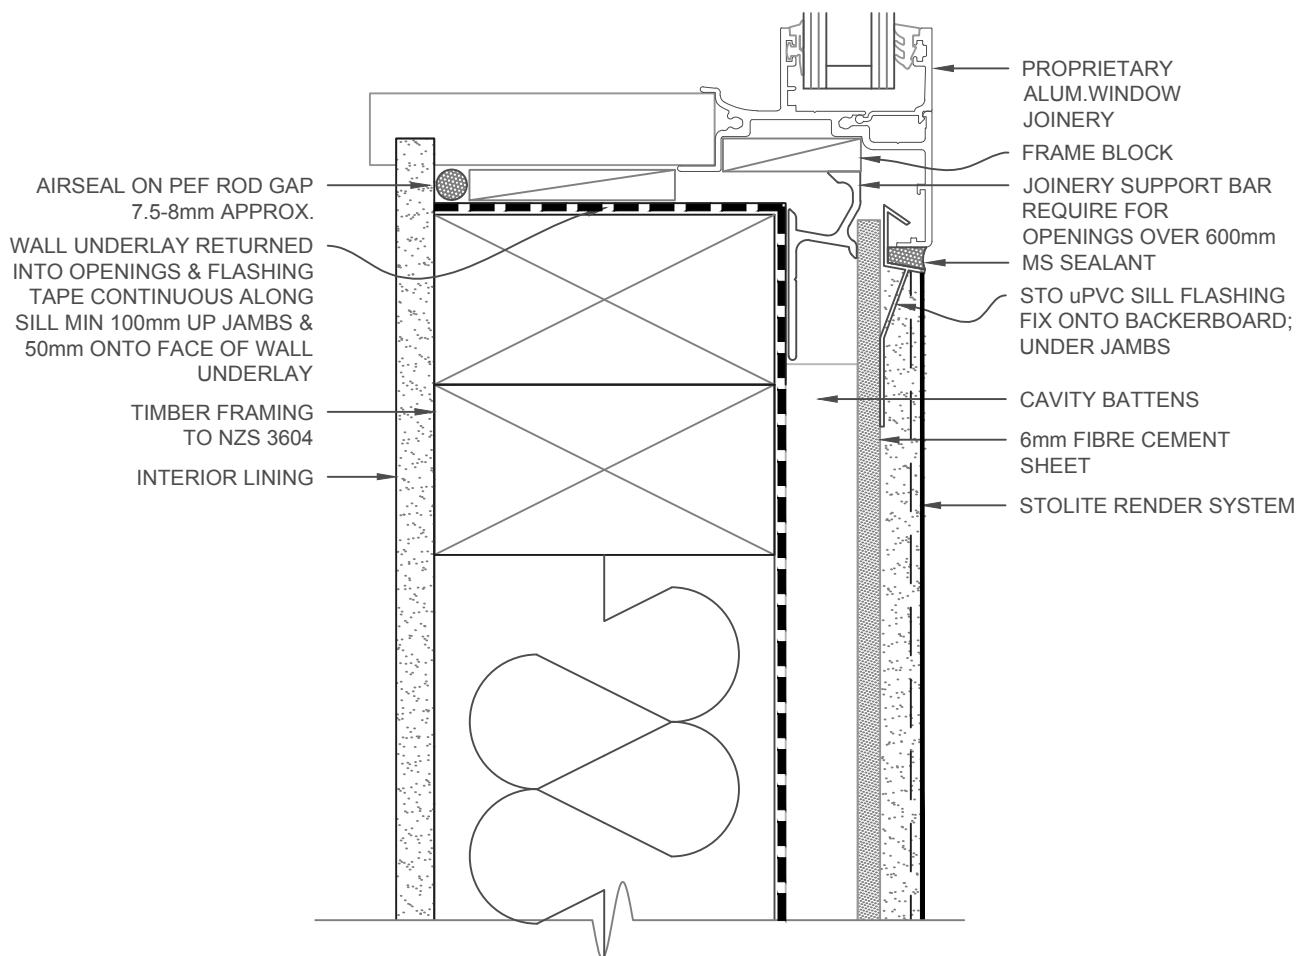 AIRSEAL ON PEF ROD GAP
7.5-8mm APPROX.
WALL UNDERLAY RETURNED
INTO OPENINGS & FLASHING
TAPE CONTINUOUS ALONG
SILL MIN 100mm UP JAMBS &
50mm ONTO FACE OF WALL
UNDERLAY
TIMBER FRAMING
TO NZS 3604
INTERIOR LINING
PROPRIETARY
ALUM.WINDOW
JOINERY
FRAME BLOCK
JOINERY SUPPORT BAR
REQUIRE FOR
OPENINGS OVER 600mm
MS SEALANT
STO uPVC SILL FLASHING
FIX ONTO BACKERBOARD;
UNDER JAMBS
CAVITY BATTENS
6mm FIBRE CEMENT
SHEET
STOLITE RENDER SYSTEM